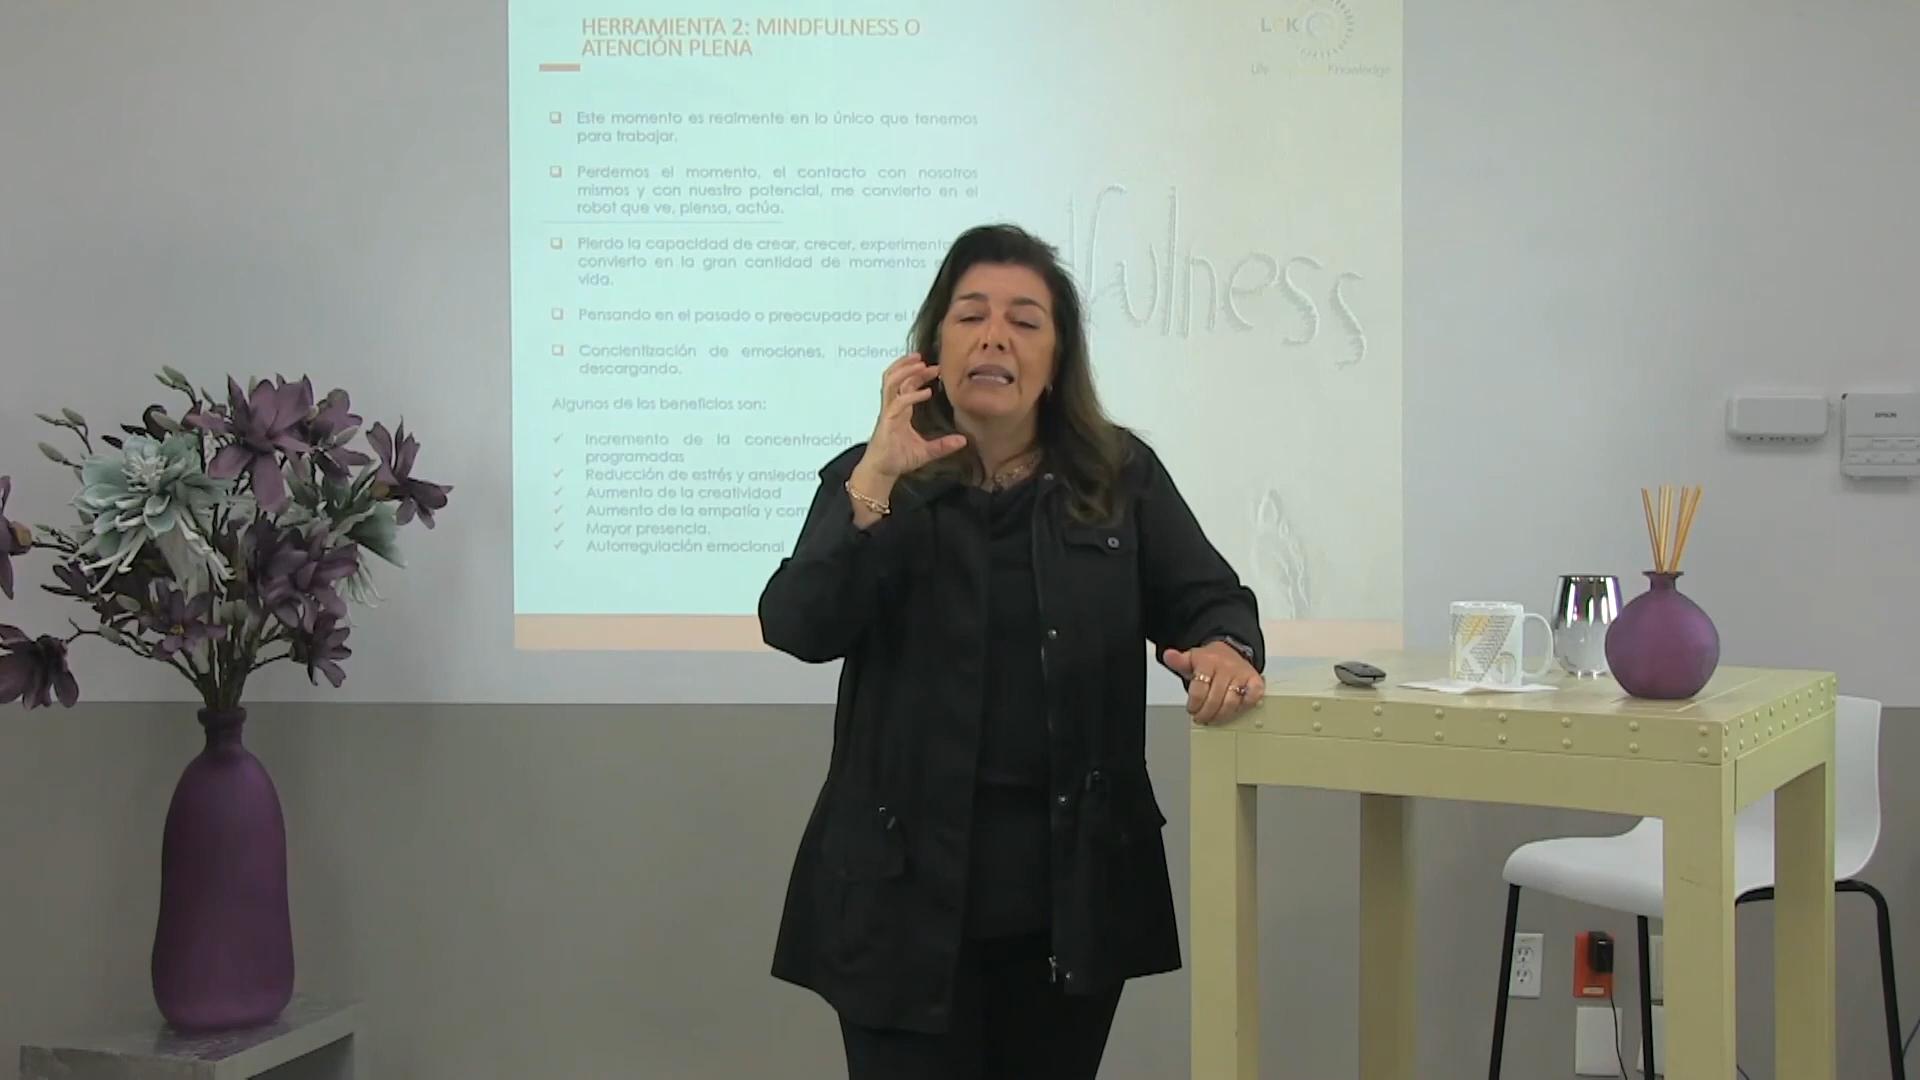 HERRAMIENTA 2: MINDFULNESS O
ATENCIÓN PLENA
L K
Life Knowledge
Este momento es realmente en lo único que tenemos
para trabajar.
Perdemos el momento, el contacto con nosotros
mismos y con nuestro potencial, me convierto en el
robot que ve, piensa, actúa.
Pierdo la capacidad de crear, crecer, experimenta
convierto en la gran cantidad de momentos
vida.
Pensando en el pasado o preocupado por el
Concientización de emociones, haciendo
descargando.
Algunos de los beneficios son:
Incremento de la concentración
programadas
Reducción de estrés y ansiedad
Aumento de la creatividad
Aumento de la empatía y com
Mayor presencia.
Autorregulación emocional
dfulness
EPSON
K